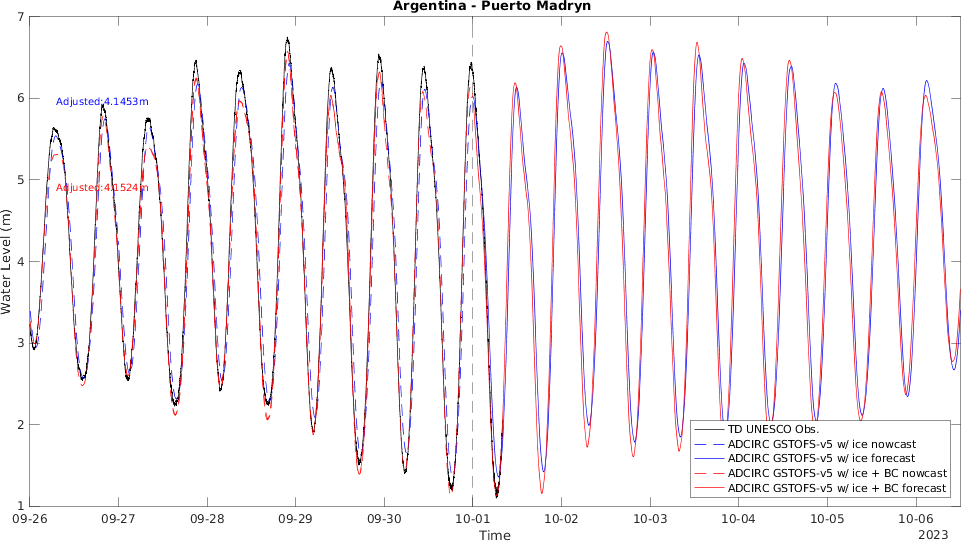 Argentina - Puerto Madryn
Water Level (m)
7
6
5
4
3
2
1
Adjusted:4.1453m
Adjusted:4.1524m
TD UNESCO Obs.
ADCIRC GSTOFS-v5 w/ ice nowcast
ADCIRC GSTOFS-v5 w/ ice forecast
ADCIRC GSTOFS-v5 w/ ice + BC nowcast
ADCIRC GSTOFS-v5 w/ ice + BC forecast
09-26 09-27 09-28 09-29 09-30 10-01 10-02 10-03 10-04 10-05 10-06
Time
2023